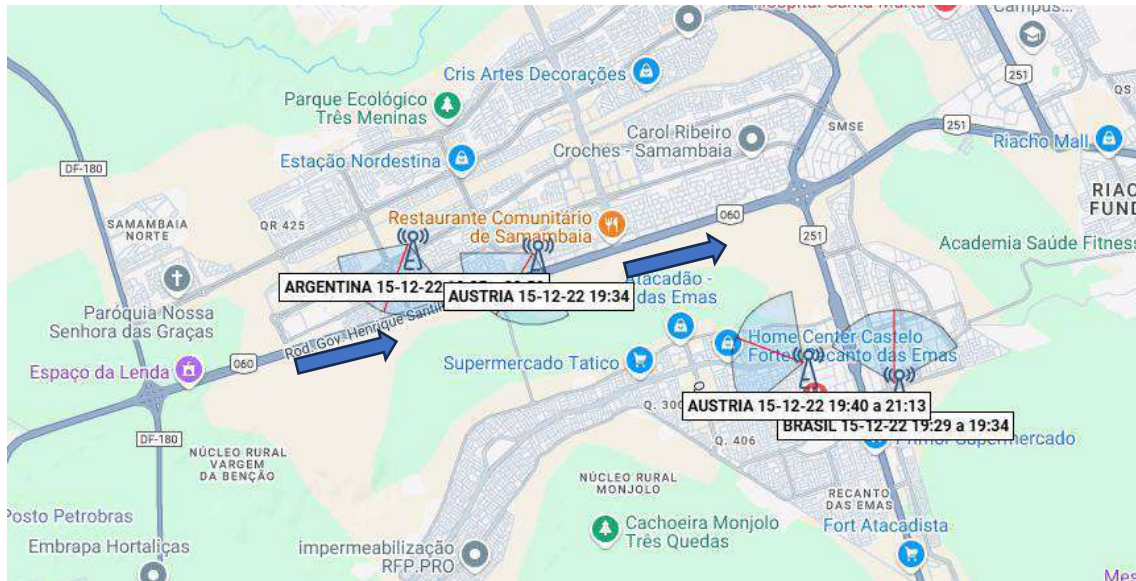 Hospital Santa Marta
Campus...
251
QS
Cris Artes Decorações
Parque Ecológico
Três Meninas
SMSE
251
Carol Ribeiro
Croches - Samambaia
Riacho Mall
Estação Nordestina
DF-180
RIAC
FUND
SAMAMBAIA
NORTE
QR 425
Restaurante Comunitário
de Samambaia
060
251
Academia Saúde Fitness
ARGENTINA 15-12-22
AUSTRIA 15-12-22 19:34
Atacadão -
das Emas
Paróquia Nossa
Senhora das Graças
Rod. Gov. Henrique Santill
Home Center Castelo
Forte Recanto das Emas
Espaço da Lenda
060
Supermercado Tatico
Q. 300
AUSTRIA 15-12-22 19:40 a 21:13
BRASIL 15-12-22 19:29 a 19:34
DF-180
Q. 406
Supermercado
NÚCLEO RURAL
VARGEM
DA BENÇÃO
NÚCLEO RURAL
MONJOLO
RECANTO
DAS EMAS
Posto Petrobras
Cachoeira Monjolo
Três Quedas
Fort Atacadista
Embrapa Hortaliças
impermeabilização
RFP.PRO
Mes